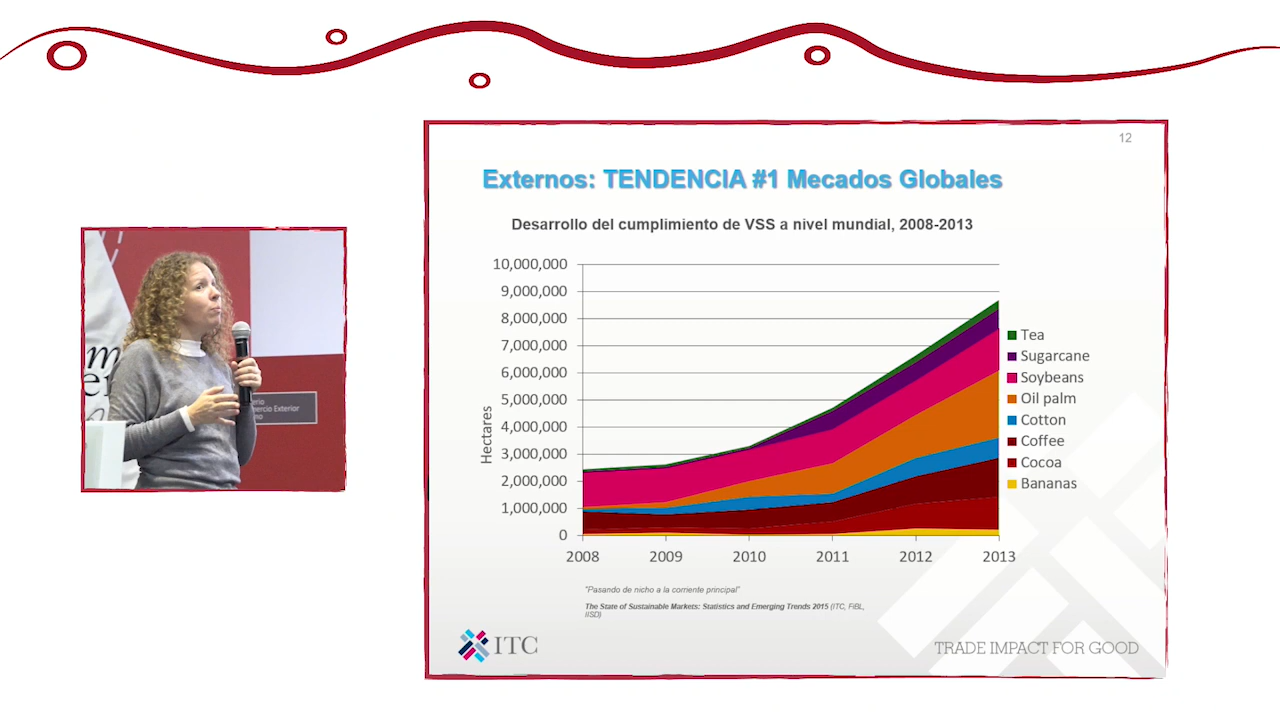 12
Externos: TENDENCIA #1 Mecados Globales
Desarrollo del cumplimiento de VSS a nivel mundial, 2008-2013
10,000,000
9,000,000
8,000,000
7,000,000
6,000,000
5,000,000
4,000,000
3,000,000
2,000,000
1,000,000
0
Hectares
2008 2009 2010 2011 2012 2013
Tea
Sugarcane
Soybeans
Oil palm
Cotton
Coffee
Cocoa
Bananas
"Pasando de nicho a la corriente principal"
The State of Sustainable Markets: Statistics and Emerging Trends 2015 (ITC, FiBL,
IISD)
ITC
TRADE IMPACT FOR GOOD
Exterior